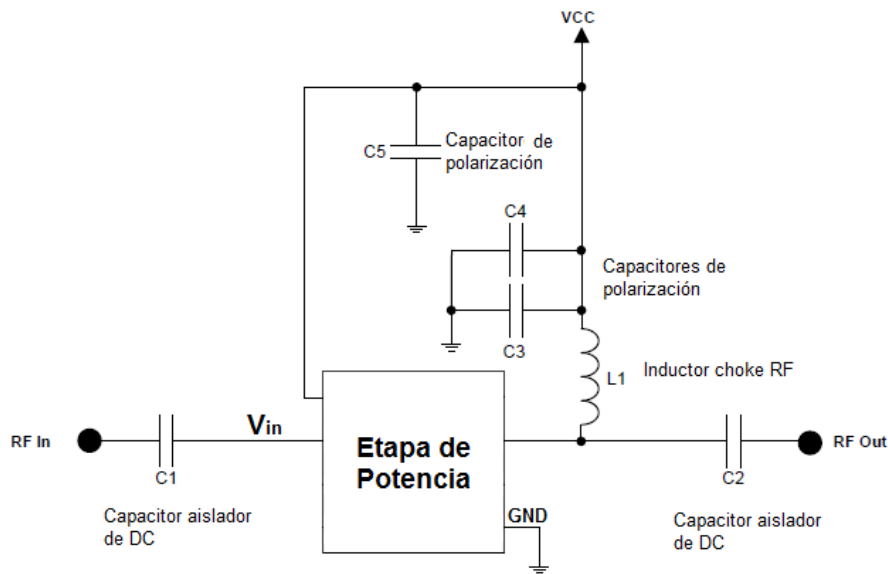 VCC
C5
Capacitor de
polarización
C4
Capacitores de
polarización
C3
L1
Inductor choke RF
RF In
Vin
Etapa de
Potencia
RF Out
C1
C2
GND
Capacitor aislador
de DC
Capacitor aislador
de DC